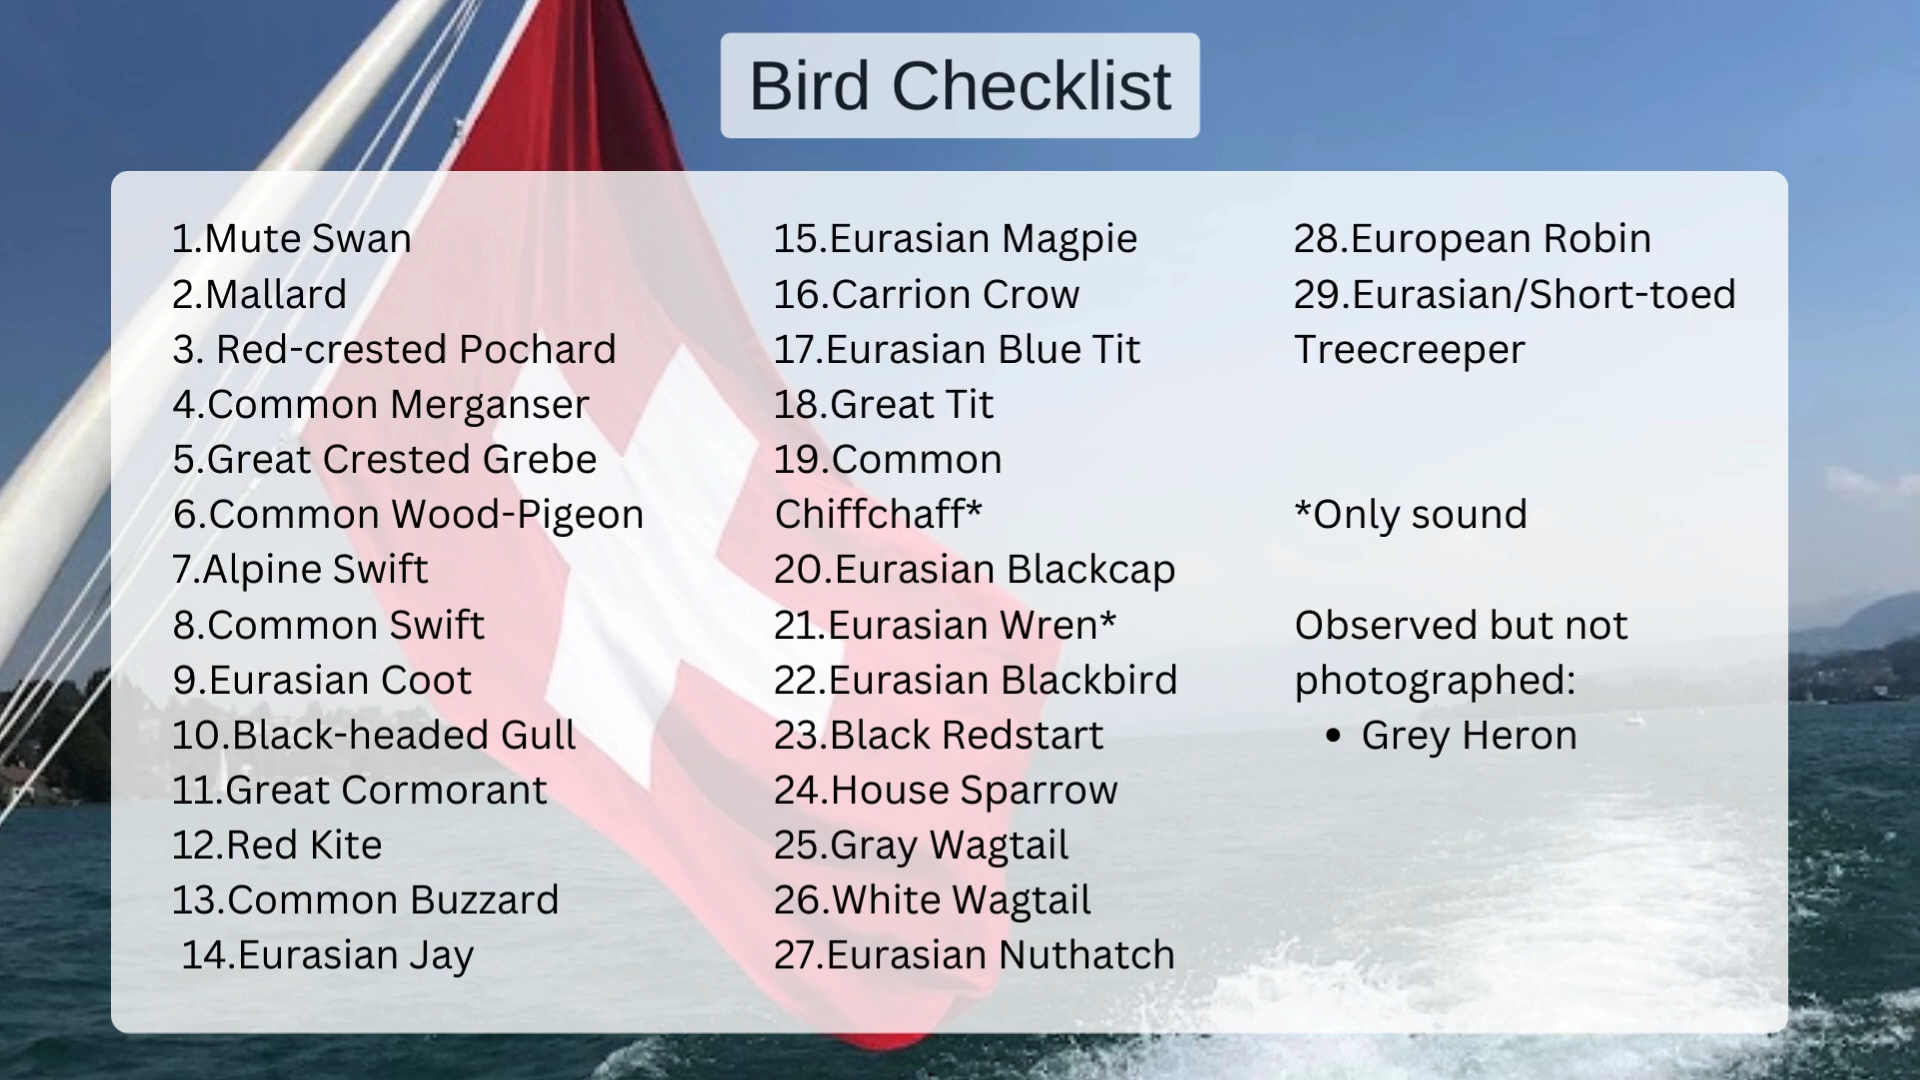 Bird Checklist
1.Mute Swan
2.Mallard
3. Red-crested Pochard
4.Common Merganser
5.Great Crested Grebe
6.Common Wood-Pigeon
7.Alpine Swift
8.Common Swift
9.Eurasian Coot
10.Black-headed Gull
11.Great Cormorant
12.Red Kite
13.Common Buzzard
14.Eurasian Jay
15.Eurasian Magpie
16.Carrion Crow
17.Eurasian Blue Tit
18.Great Tit
19.Common
Chiffchaff*
20.Eurasian Blackcap
21.Eurasian Wren*
22.Eurasian Blackbird
23.Black Redstart
24.House Sparrow
25.Gray Wagtail
26.White Wagtail
27.Eurasian Nuthatch
28.European Robin
29.Eurasian/Short-toed
Treecreeper
*Only sound
Observed but not
photographed:
• Grey Heron